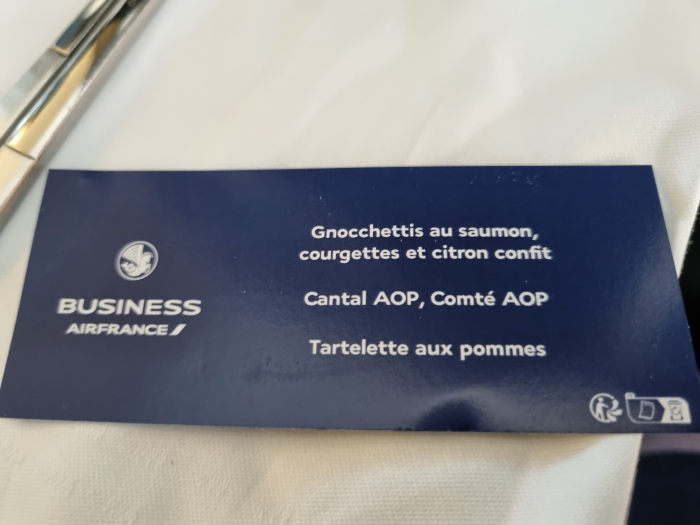 BUSINESS
AIRFRANCE
Gnocchettis au saumon,
courgettes et citron confit
Cantal AOP, Comté AOP
Tartelette aux pommes